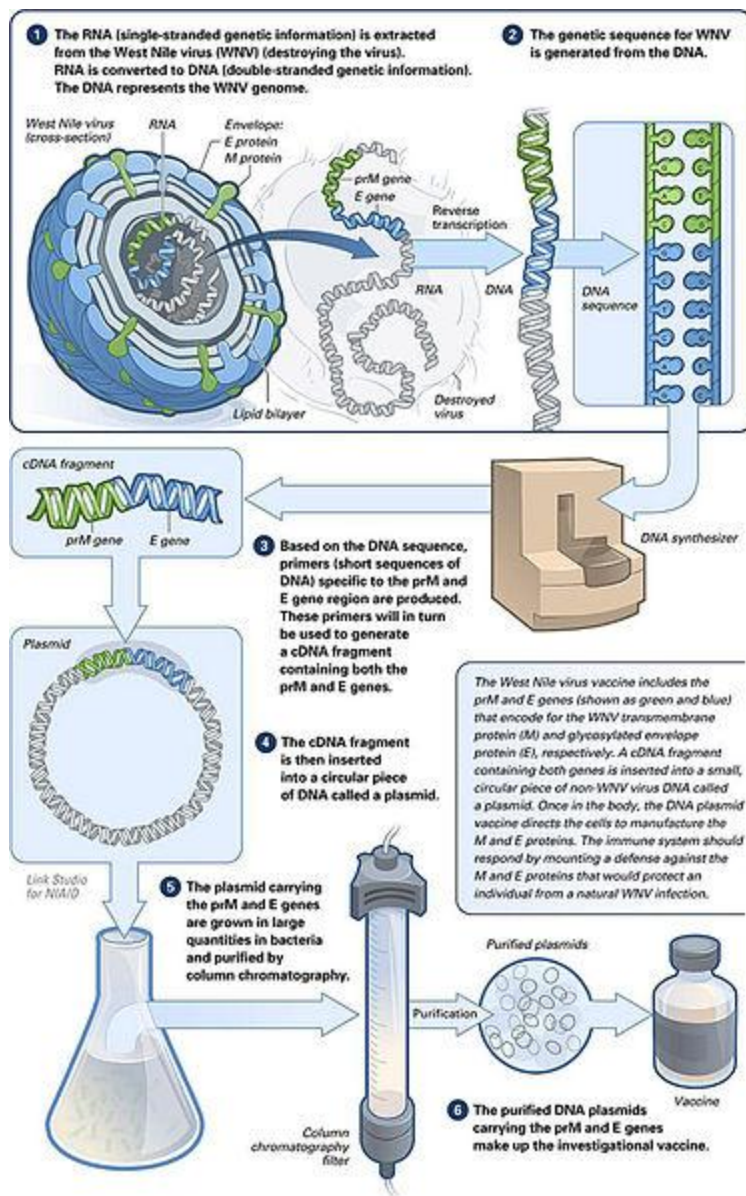 1 The RNA (single-stranded genetic information) is extracted
from the West Nile virus (WNV) (destroying the virus).
RNA is converted to DNA (double-stranded genetic information).
The DNA represents the WNV genome.
2 The genetic sequence for WNV
is generated from the DNA.
West Nile virus
(cross-section)
RNA
Envelope:
E protein
M protein
prM gene
E gene
Reverse
transcription
RNA
DNA
DNA
sequence
Lipid bilayer
Destroyed
virus
cDNA fragment
prM gene
E gene
DNA synthesizer
3 Based on the DNA sequence,
primers (short sequences of
DNA) specific to the prM and
E gene region are produced.
These primers will in turn
be used to generate
a cDNA fragment
containing both the
prM and E genes.
Plasmid
4 The cDNA fragment
is then inserted
into a circular piece
of DNA called a plasmid.
The West Nile virus vaccine includes the
prM and E genes (shown as green and blue)
that encode for the WNV transmembrane
protein (M) and glycosylated envelope
protein (E), respectively. A cDNA fragment
containing both genes is inserted into a small,
circular piece of non-WNV virus DNA called
a plasmid. Once in the body, the DNA plasmid
vaccine directs the cells to manufacture the
M and E proteins. The immune system should
respond by mounting a defense against the
M and E proteins that would protect an
individual from a natural WNV infection.
Link Studio
for NIAID
5 The plasmid carrying
the prM and E genes
are grown in large
quantities in bacteria
and purified by
column chromatography.
Purified plasmids
Purification
Vaccine
Column
chromatography
filter
6 The purified DNA plasmids
carrying the prM and E genes
make up the investigational vaccine.